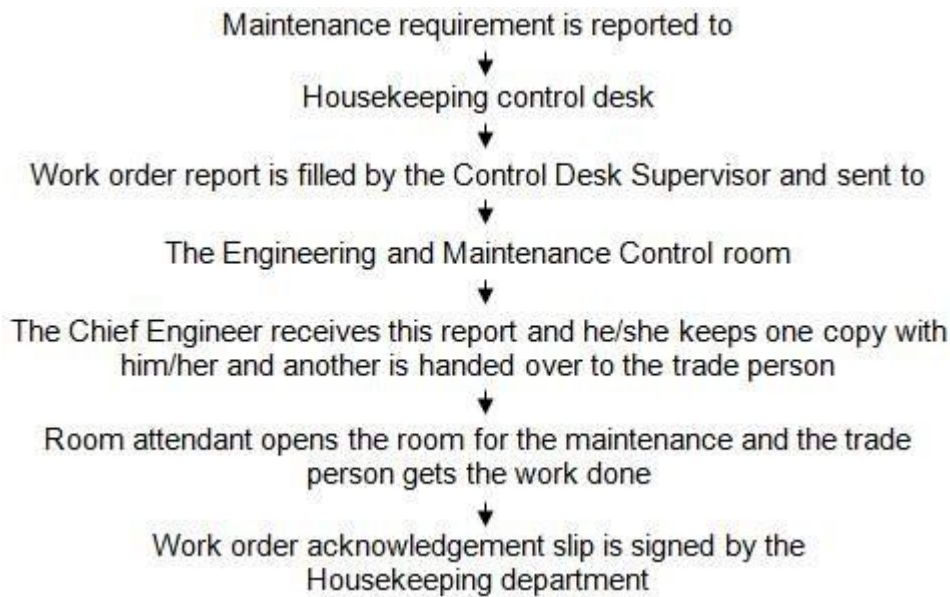 Maintenance requirement is reported to
Housekeeping control desk
Work order report is filled by the Control Desk Supervisor and sent to
The Engineering and Maintenance Control room
The Chief Engineer receives this report and he/she keeps one copy with
him/her and another is handed over to the trade person
Room attendant opens the room for the maintenance and the trade
person gets the work done
Work order acknowledgement slip is signed by the
Housekeeping department